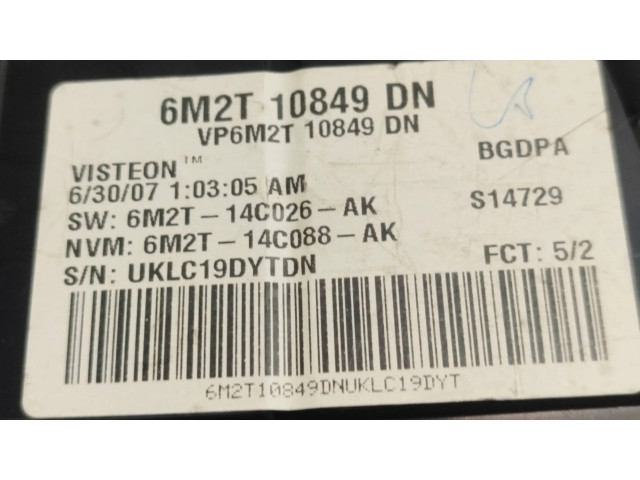 6M2T 10849 DN
VP6M2T 10849 DN
VISTEON™
BGDPA
6/30/07 1:03:05 AM
S14729
SW: 6M2T-14C026-AK
NVM: 6M2T-14C088-AK
S/N: UKLC19DYTDN
FCT: 5/2
6M2T10849DNUKLC19DYT